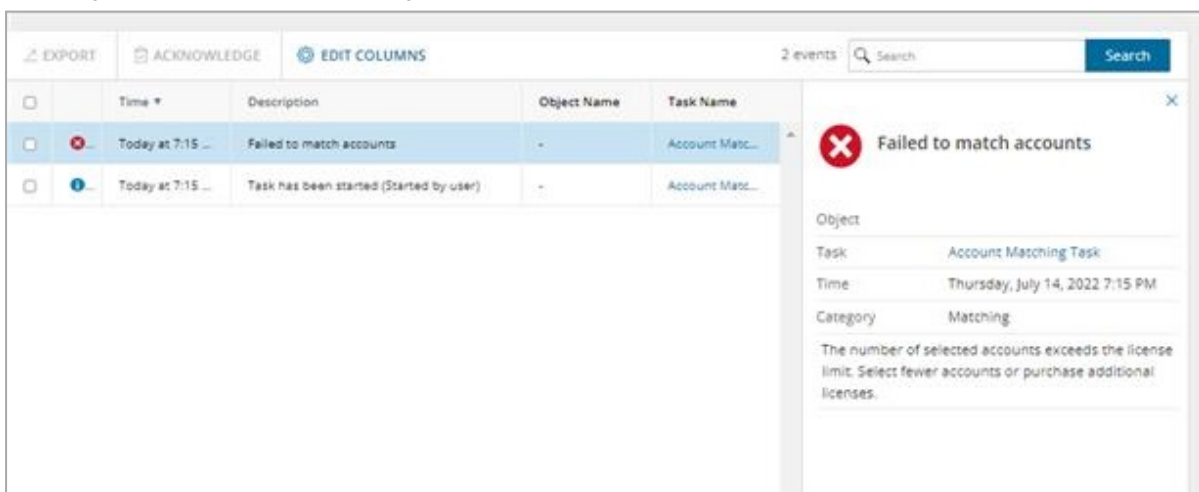 EXPORT ACKNOWLEDGE EDIT COLUMNS 2 events Search Search
Time Description Object Name Task Name
Today at 7:15 ... Failed to match accounts - Account Matc...
Today at 7:15 ... Task has been started (Started by user) - Account Matc...
Failed to match accounts
Object
Task Account Matching Task
Time Thursday, July 14, 2022 7:15 PM
Category Matching
The number of selected accounts exceeds the license
limit. Select fewer accounts or purchase additional
licenses.